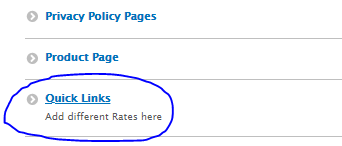 Privacy Policy Pages
Product Page
Quick Links
Add different Rates here